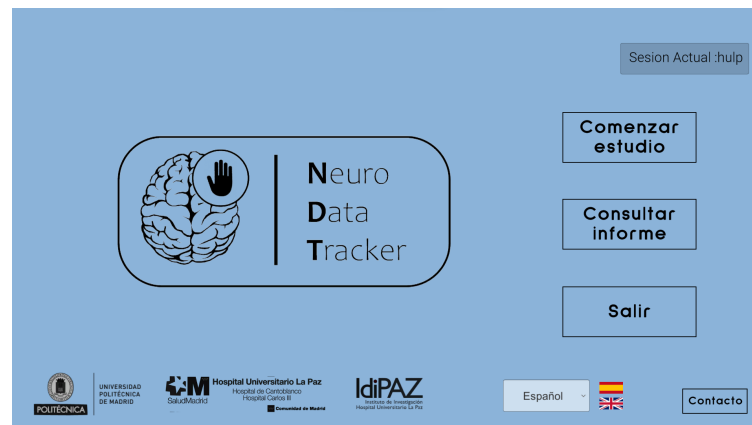 Sesion Actual :hulp
Comenzar
estudio
Neuro
Data
Tracker
Consultar
informe
Salir
POLITÉCNICA
UNIVERSIDAD
POLITÉCNICA
DE MADRID
SaludMadrid
Hospital Universitario La Paz
Hospital de Cantoblanco
Hospital Carlos III
Comunidad de Madrid
IdiPAZ
Instituto de Investigación
Hospital Universitario La Paz
Español
Contacto